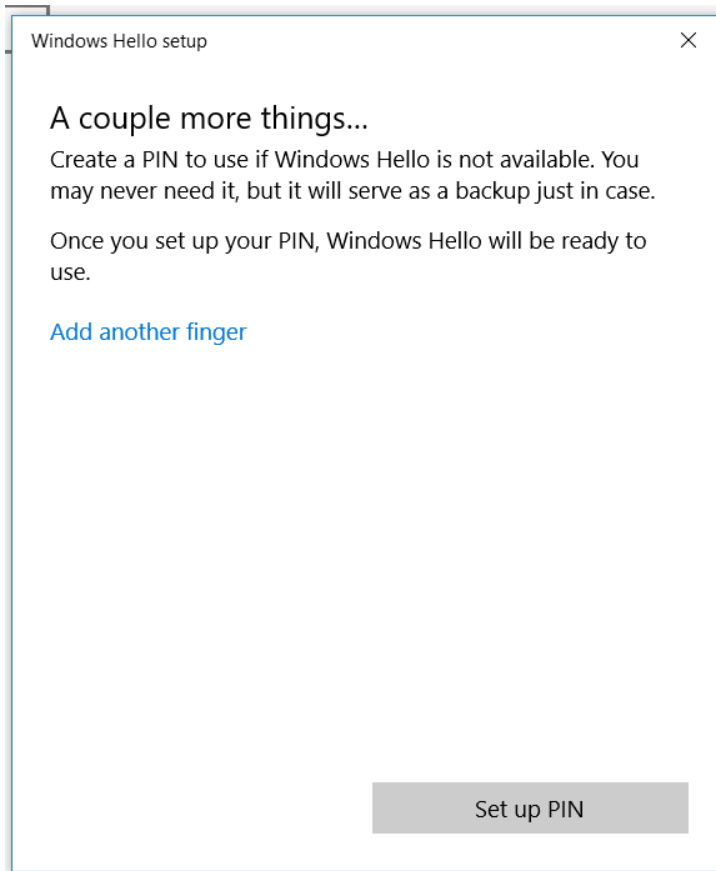 Windows Hello setup
A couple more things...
Create a PIN to use if Windows Hello is not available. You
may never need it, but it will serve as a backup just in case.
Once you set up your PIN, Windows Hello will be ready to
use.
Add another finger
Set up PIN